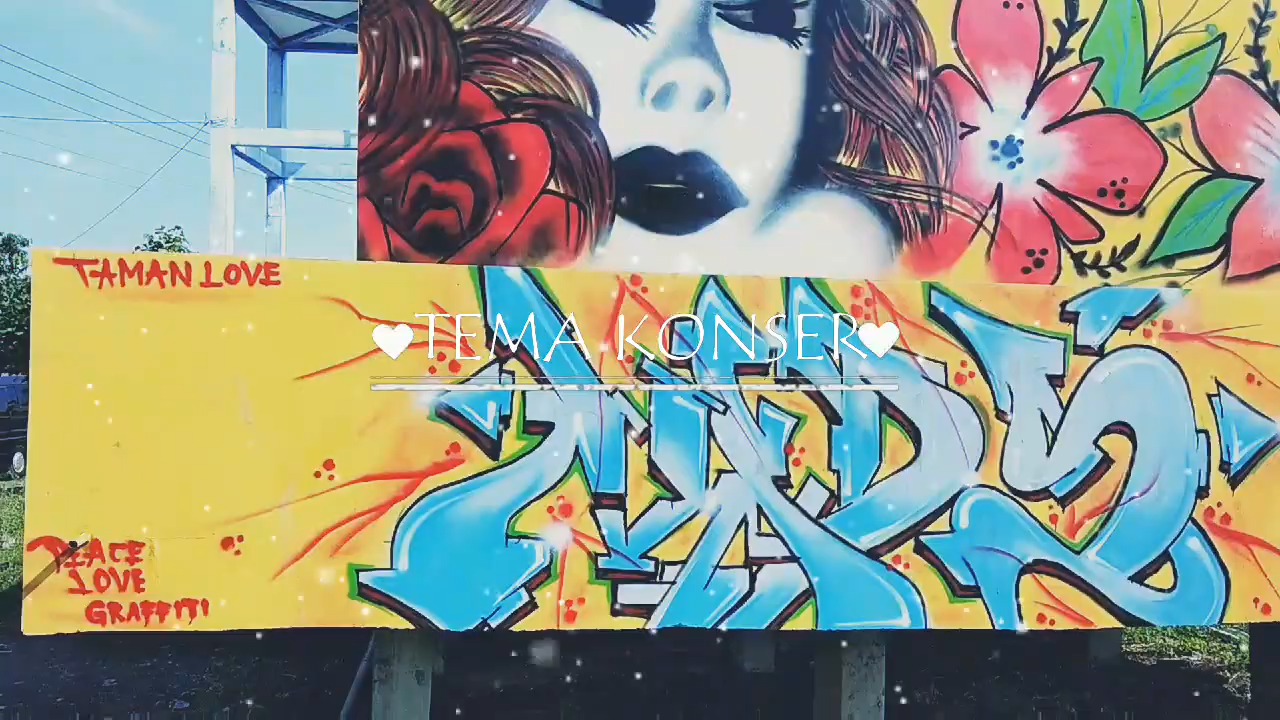 TAMAN LOVE
♥TEMA KONSER♥
PEACE
LOVE
GRAFFITI